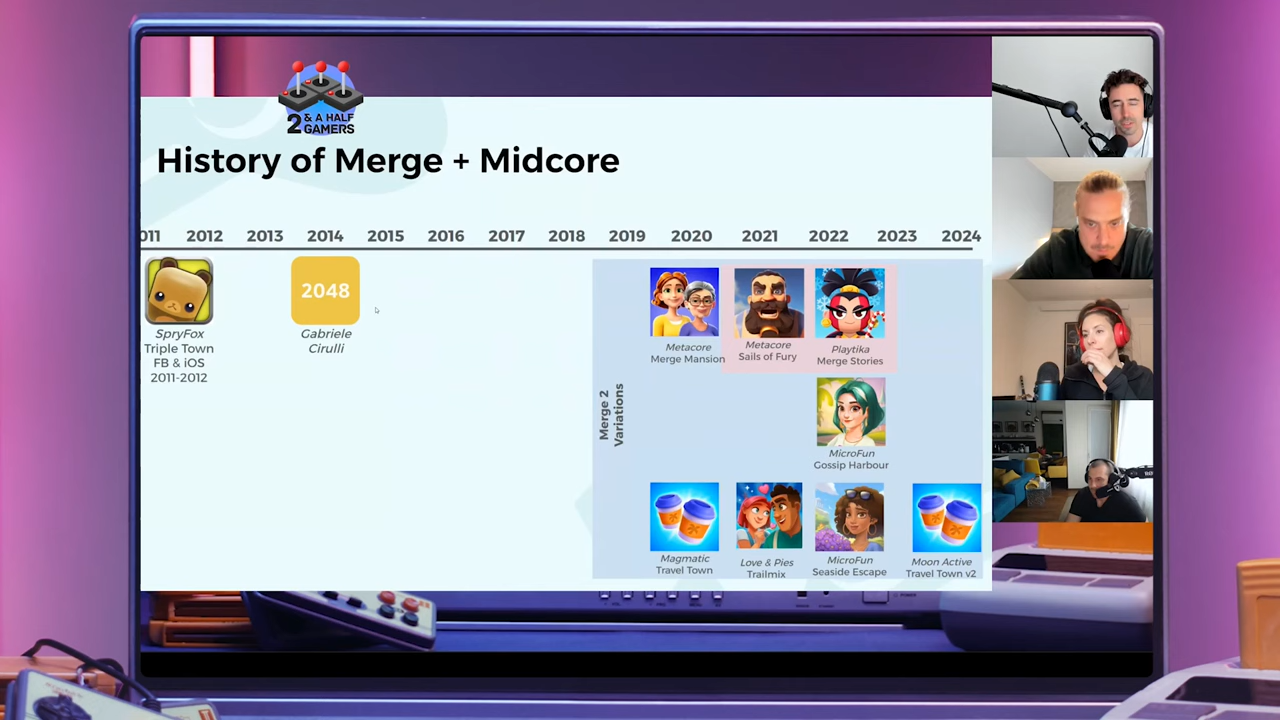 2 & A HALF
GAMERS
History of Merge + Midcore
011 2012 2013 2014 2015 2016 2017 2018 2019 2020 2021 2022 2023 2024
2048
SpryFox
Triple Town
FB & iOS
2011-2012
Gabriele
Cirulli
Merge 2
Variations
Metacore
Merge Mansion
Metacore
Sails of Fury
Playtika
Merge Stories
MicroFun
Gossip Harbour
Magmatic
Travel Town
Love & Pies
Trailmix
MicroFun
Seaside Escape
Moon Active
Travel Town v2
POWER